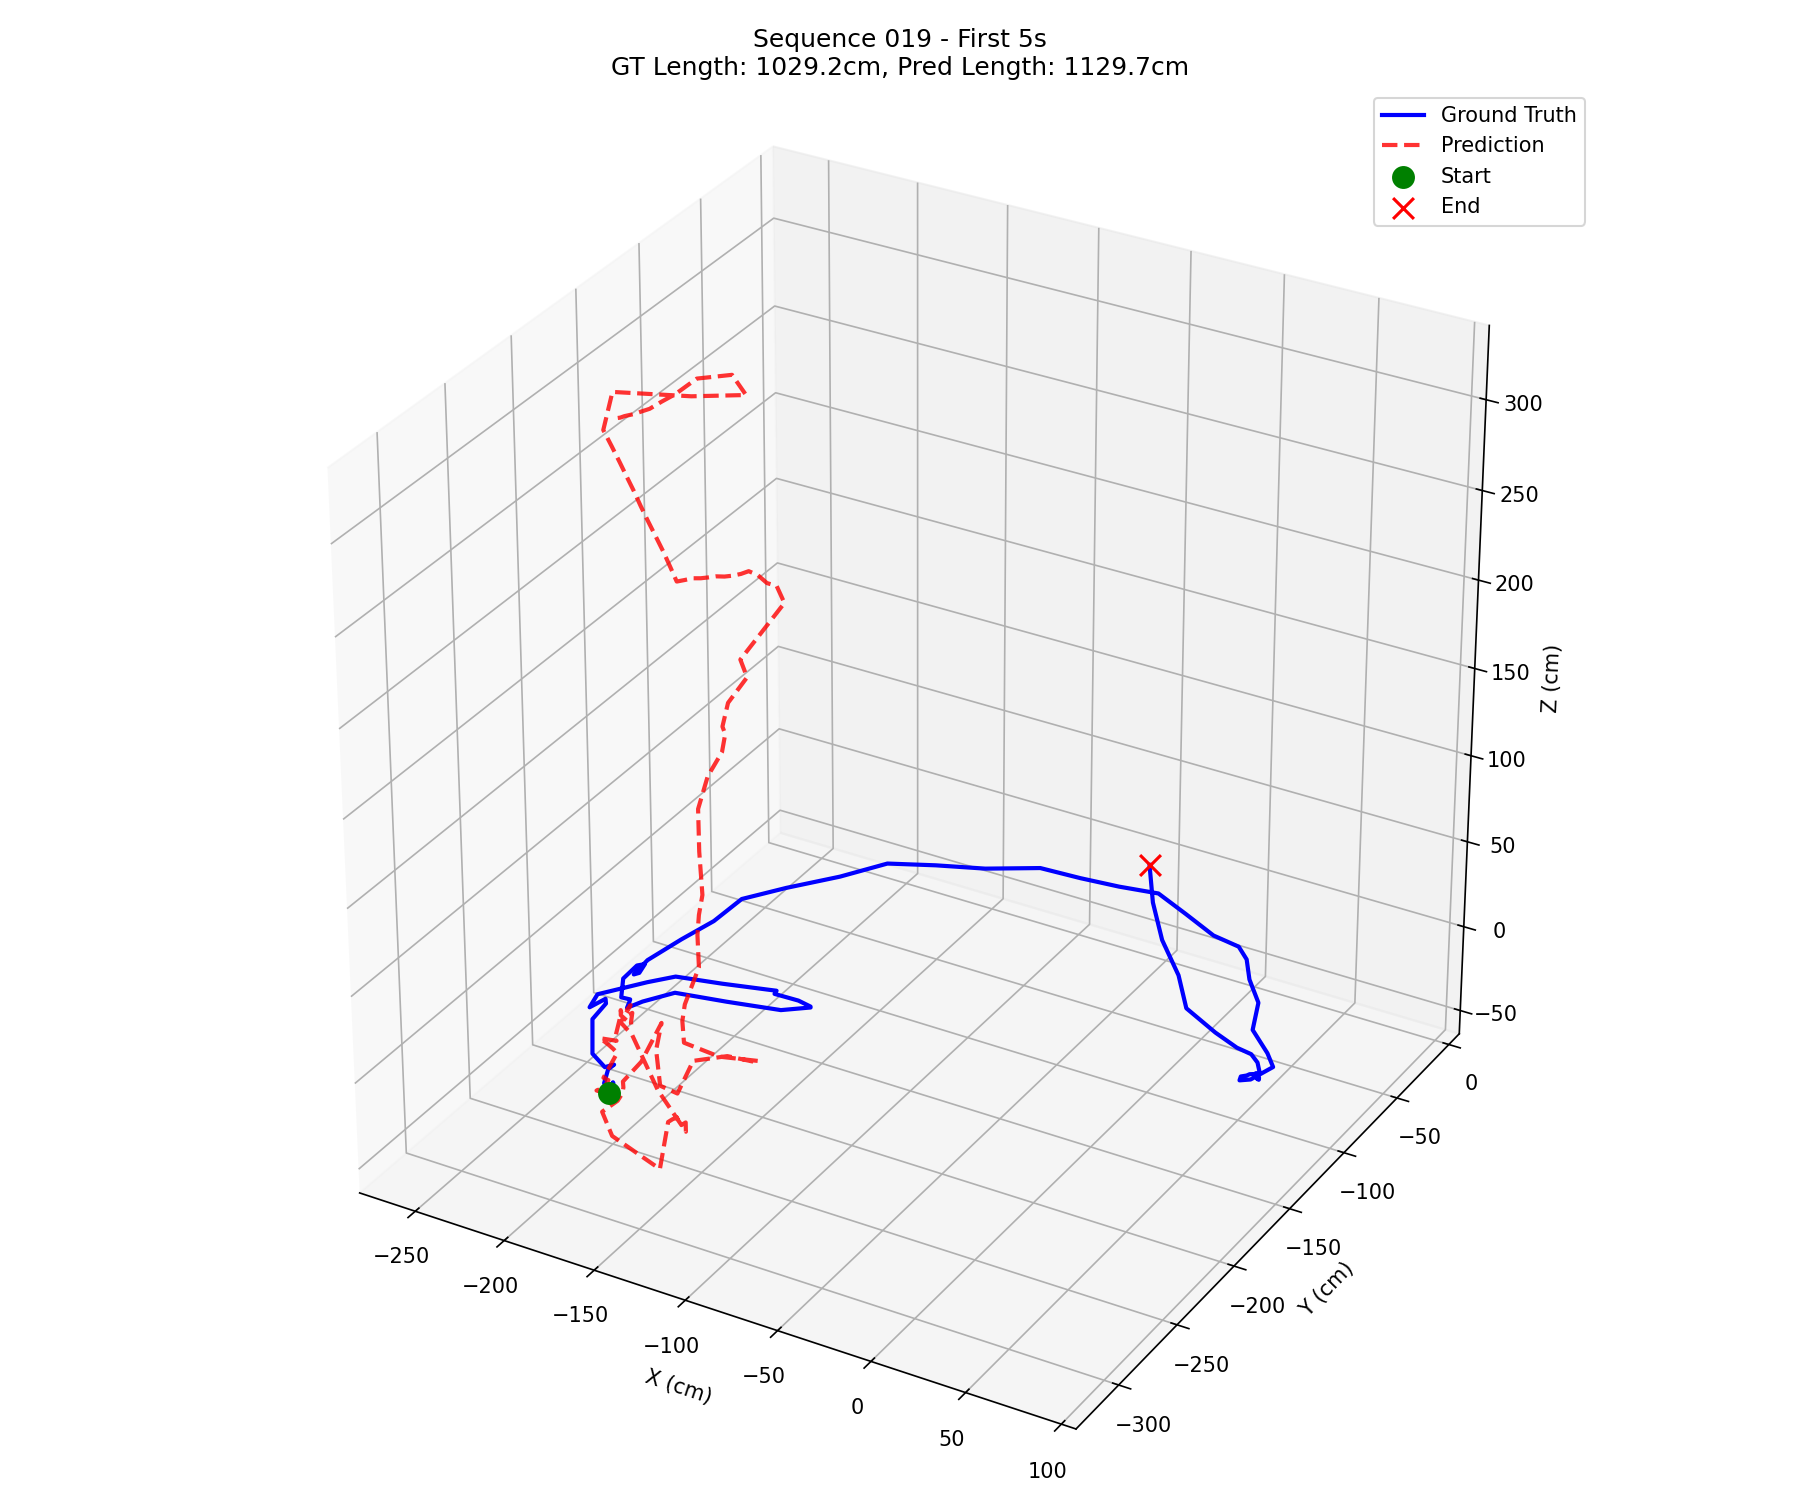 Sequence 019 - First 5s
GT Length: 1029.2cm, Pred Length: 1129.7cm
Ground Truth
Prediction
Start
End
300
250
200
150
100
50
0
−50
Z (cm)
0
−50
−100
−150
−200
−250
−300
Y (cm)
−250
−200
−150
−100
−50
0
50
100
X (cm)